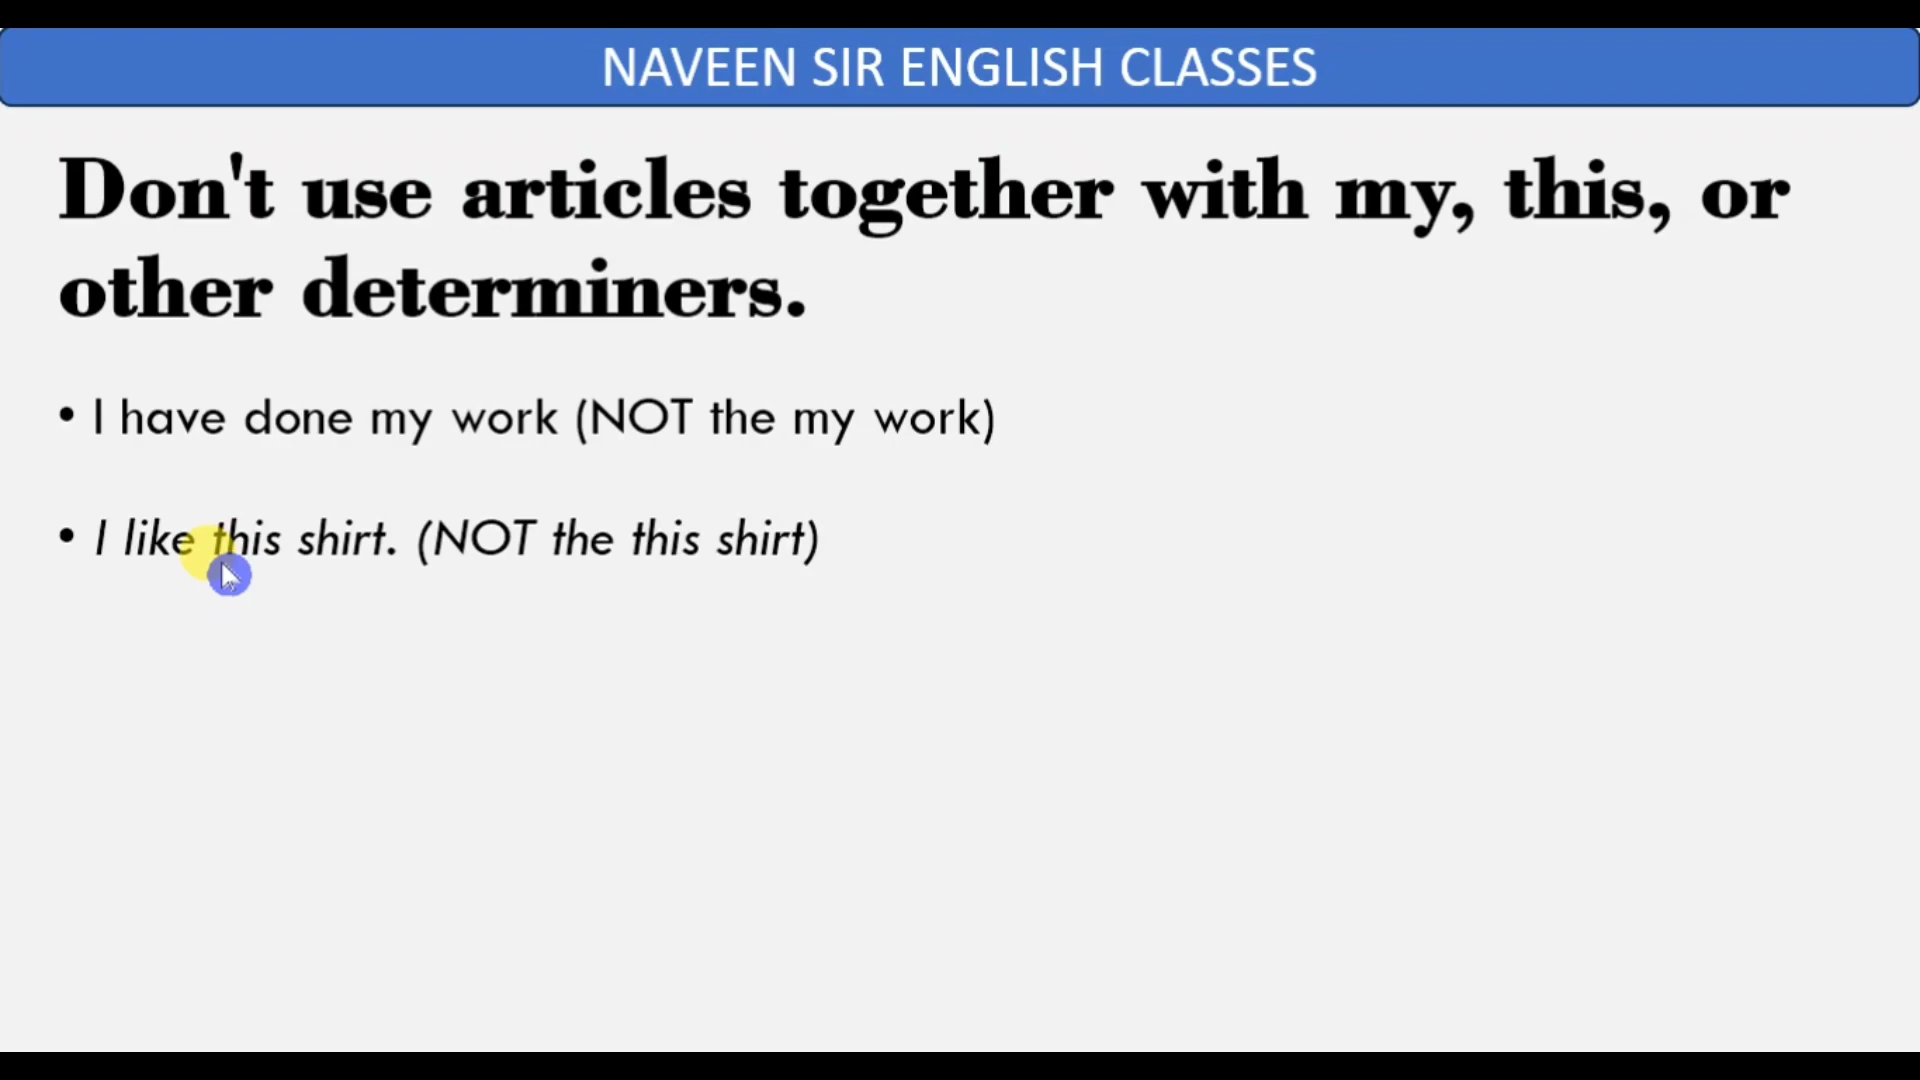 NAVEEN SIR ENGLISH CLASSES
Don't use articles together with my, this, or
other determiners.
• I have done my work (NOT the my work)
• I like this shirt. (NOT the this shirt)